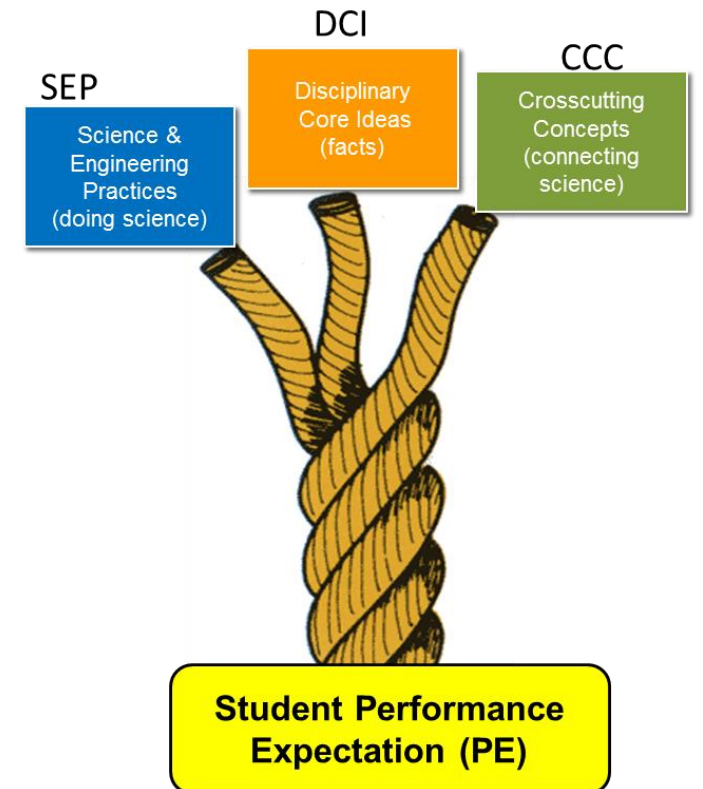 SEP
Science &
Engineering
Practices
(doing science)
DCI
Disciplinary
Core Ideas
(facts)
CCC
Crosscutting
Concepts
(connecting
science)
Student Performance
Expectation (PE)